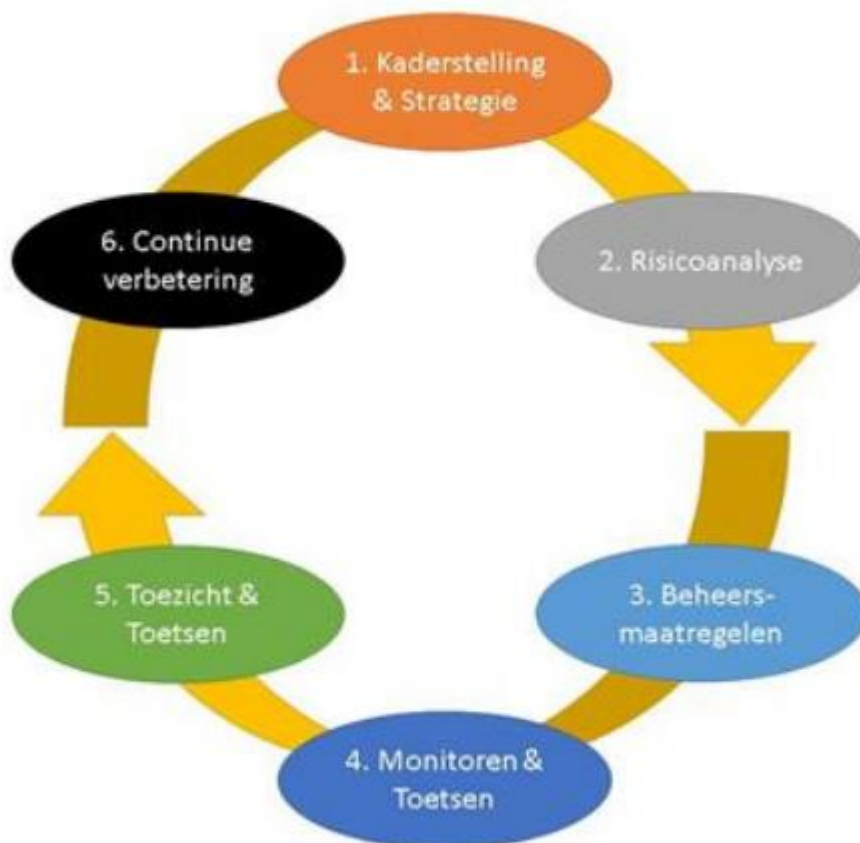 1. Kaderstelling
& Strategie
2. Risicoanalyse
3. Beheers-
maatregelen
4. Monitoren &
Toetsen
5. Toezicht &
Toetsen
6. Continue
verbetering